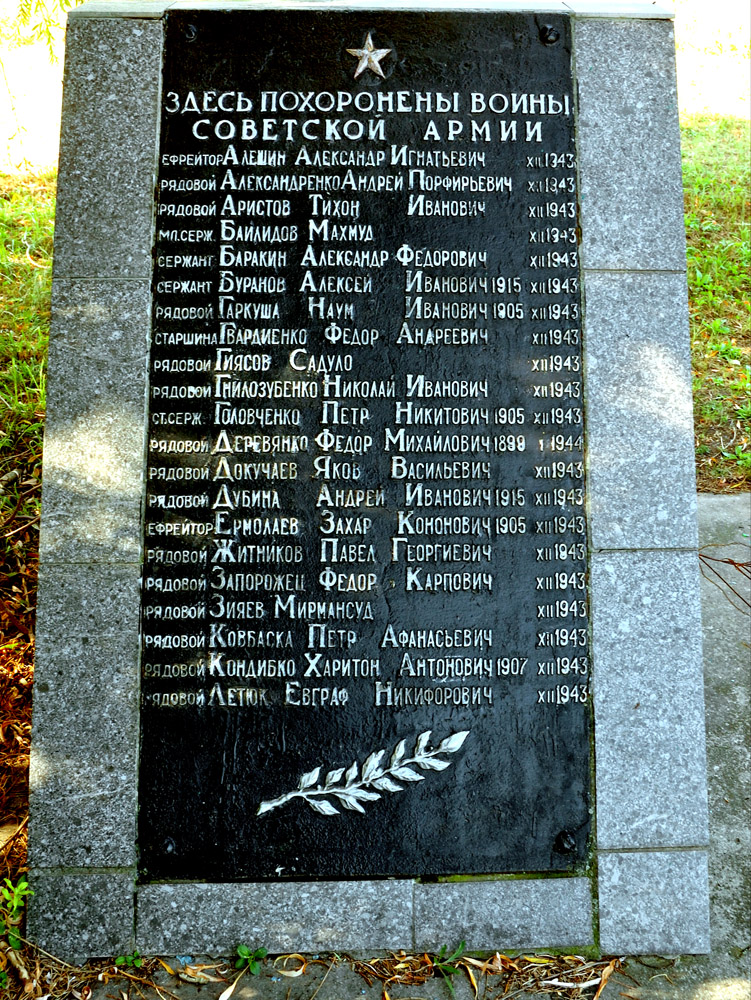 ЗДЕСЬ ПОХОРОНЕНЫ ВОИНЫ
СОВЕТСКОЙ АРМИИ
ЕФРЕЙТОР АЛЕШИН АЛЕКСАНДР ИГНАТЬЕВИЧ XII 1943
РЯДОВОЙ АЛЕКСАНДРЕНКО АНДРЕЙ ПОРФИРЬЕВИЧ XII 1943
РЯДОВОЙ АРИСТОВ ТИХОН ИВАНОВИЧ XII 1943
МЛ.СЕРЖ. БАИЛИДОВ МАХМУД XII 1943
СЕРЖАНТ БАРАКИН АЛЕКСАНДР ФЕДОРОВИЧ XII 1943
СЕРЖАНТ БУРАНОВ АЛЕКСЕЙ ИВАНОВИЧ 1915 XII 1943
РЯДОВОЙ ГАРКУША НАУМ ИВАНОВИЧ 1905 XII 1943
СТАРШИНА ГВАРДИЕНКО ФЕДОР АНДРЕЕВИЧ XII 1943
РЯДОВОЙ ГИЯСОВ САДУЛО XII 1943
РЯДОВОЙ ГНИЛОЗУБЕНКО НИКОЛАЙ ИВАНОВИЧ XII 1943
СТ.СЕРЖ. ГОЛОВЧЕНКО ПЕТР НИКИТОВИЧ 1905 XII 1943
РЯДОВОЙ ДЕРЕВЯНКО ФЕДОР МИХАЙЛОВИЧ 1899 I 1944
РЯДОВОЙ ДОКУЧАЕВ ЯКОВ ВАСИЛЬЕВИЧ XII 1943
РЯДОВОЙ ДУБИНА АНДРЕЙ ИВАНОВИЧ 1915 XII 1943
ЕФРЕЙТОР ЕРМОЛАЕВ ЗАХАР КОНОНОВИЧ 1905 XII 1943
РЯДОВОЙ ЖИТНИКОВ ПАВЕЛ ГЕОРГИЕВИЧ XII 1943
РЯДОВОЙ ЗАПОРОЖЕЦ ФЕДОР КАРПОВИЧ XII 1943
РЯДОВОЙ ЗИЯЕВ МИРМАНСУД XII 1943
РЯДОВОЙ КОВБАСКА ПЕТР АФАНАСЬЕВИЧ XII 1943
РЯДОВОЙ КОНДИБКО ХАРИТОН АНТОНОВИЧ 1907 XII 1943
РЯДОВОЙ ЛЕТЮК ЕВГРАФ НИКИФОРОВИЧ XII 1943